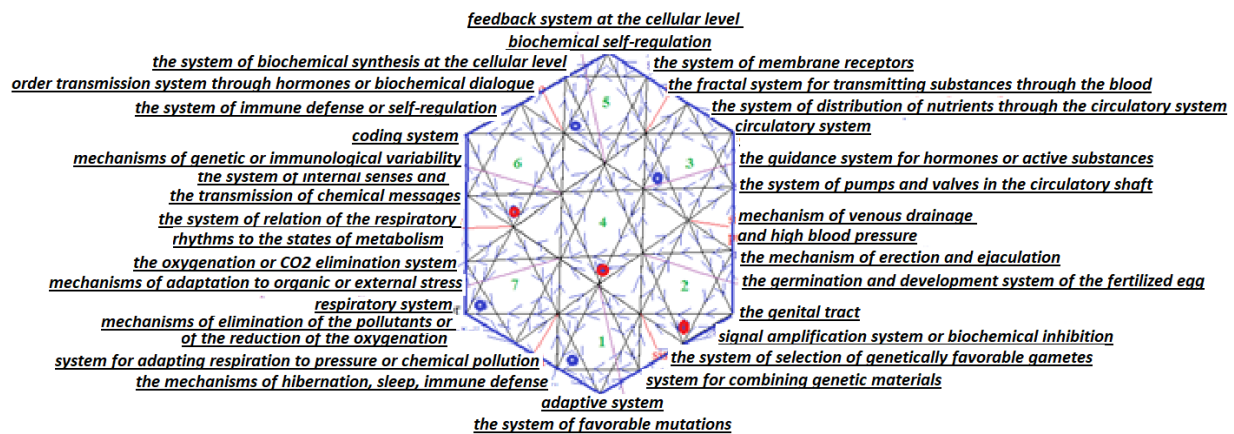 feedback system at the cellular level
biochemical self-regulation
the system of biochemical synthesis at the cellular level
order transmission system through hormones or biochemical dialogue
the system of immune defense or self-regulation
coding system
mechanisms of genetic or immunological variability
the system of internal senses and
the transmission of chemical messages
the system of relation of the respiratory
rhythms to the states of metabolism
the oxygenation or CO2 elimination system
mechanisms of adaptation to organic or external stress
respiratory system
mechanisms of elimination of the pollutants or
of the reduction of the oxygenation
system for adapting respiration to pressure or chemical pollution
the mechanisms of hibernation, sleep, immune defense
adaptive system
the system of favorable mutations
the system of membrane receptors
the fractal system for transmitting substances through the blood
the system of distribution of nutrients through the circulatory system
circulatory system
the guidance system for hormones or active substances
the system of pumps and valves in the circulatory shaft
mechanism of venous drainage
and high blood pressure
the mechanism of erection and ejaculation
the germination and development system of the fertilized egg
the genital tract
signal amplification system or biochemical inhibition
the system of selection of genetically favorable gametes
system for combining genetic materials
5
6
3
4
7
2
1